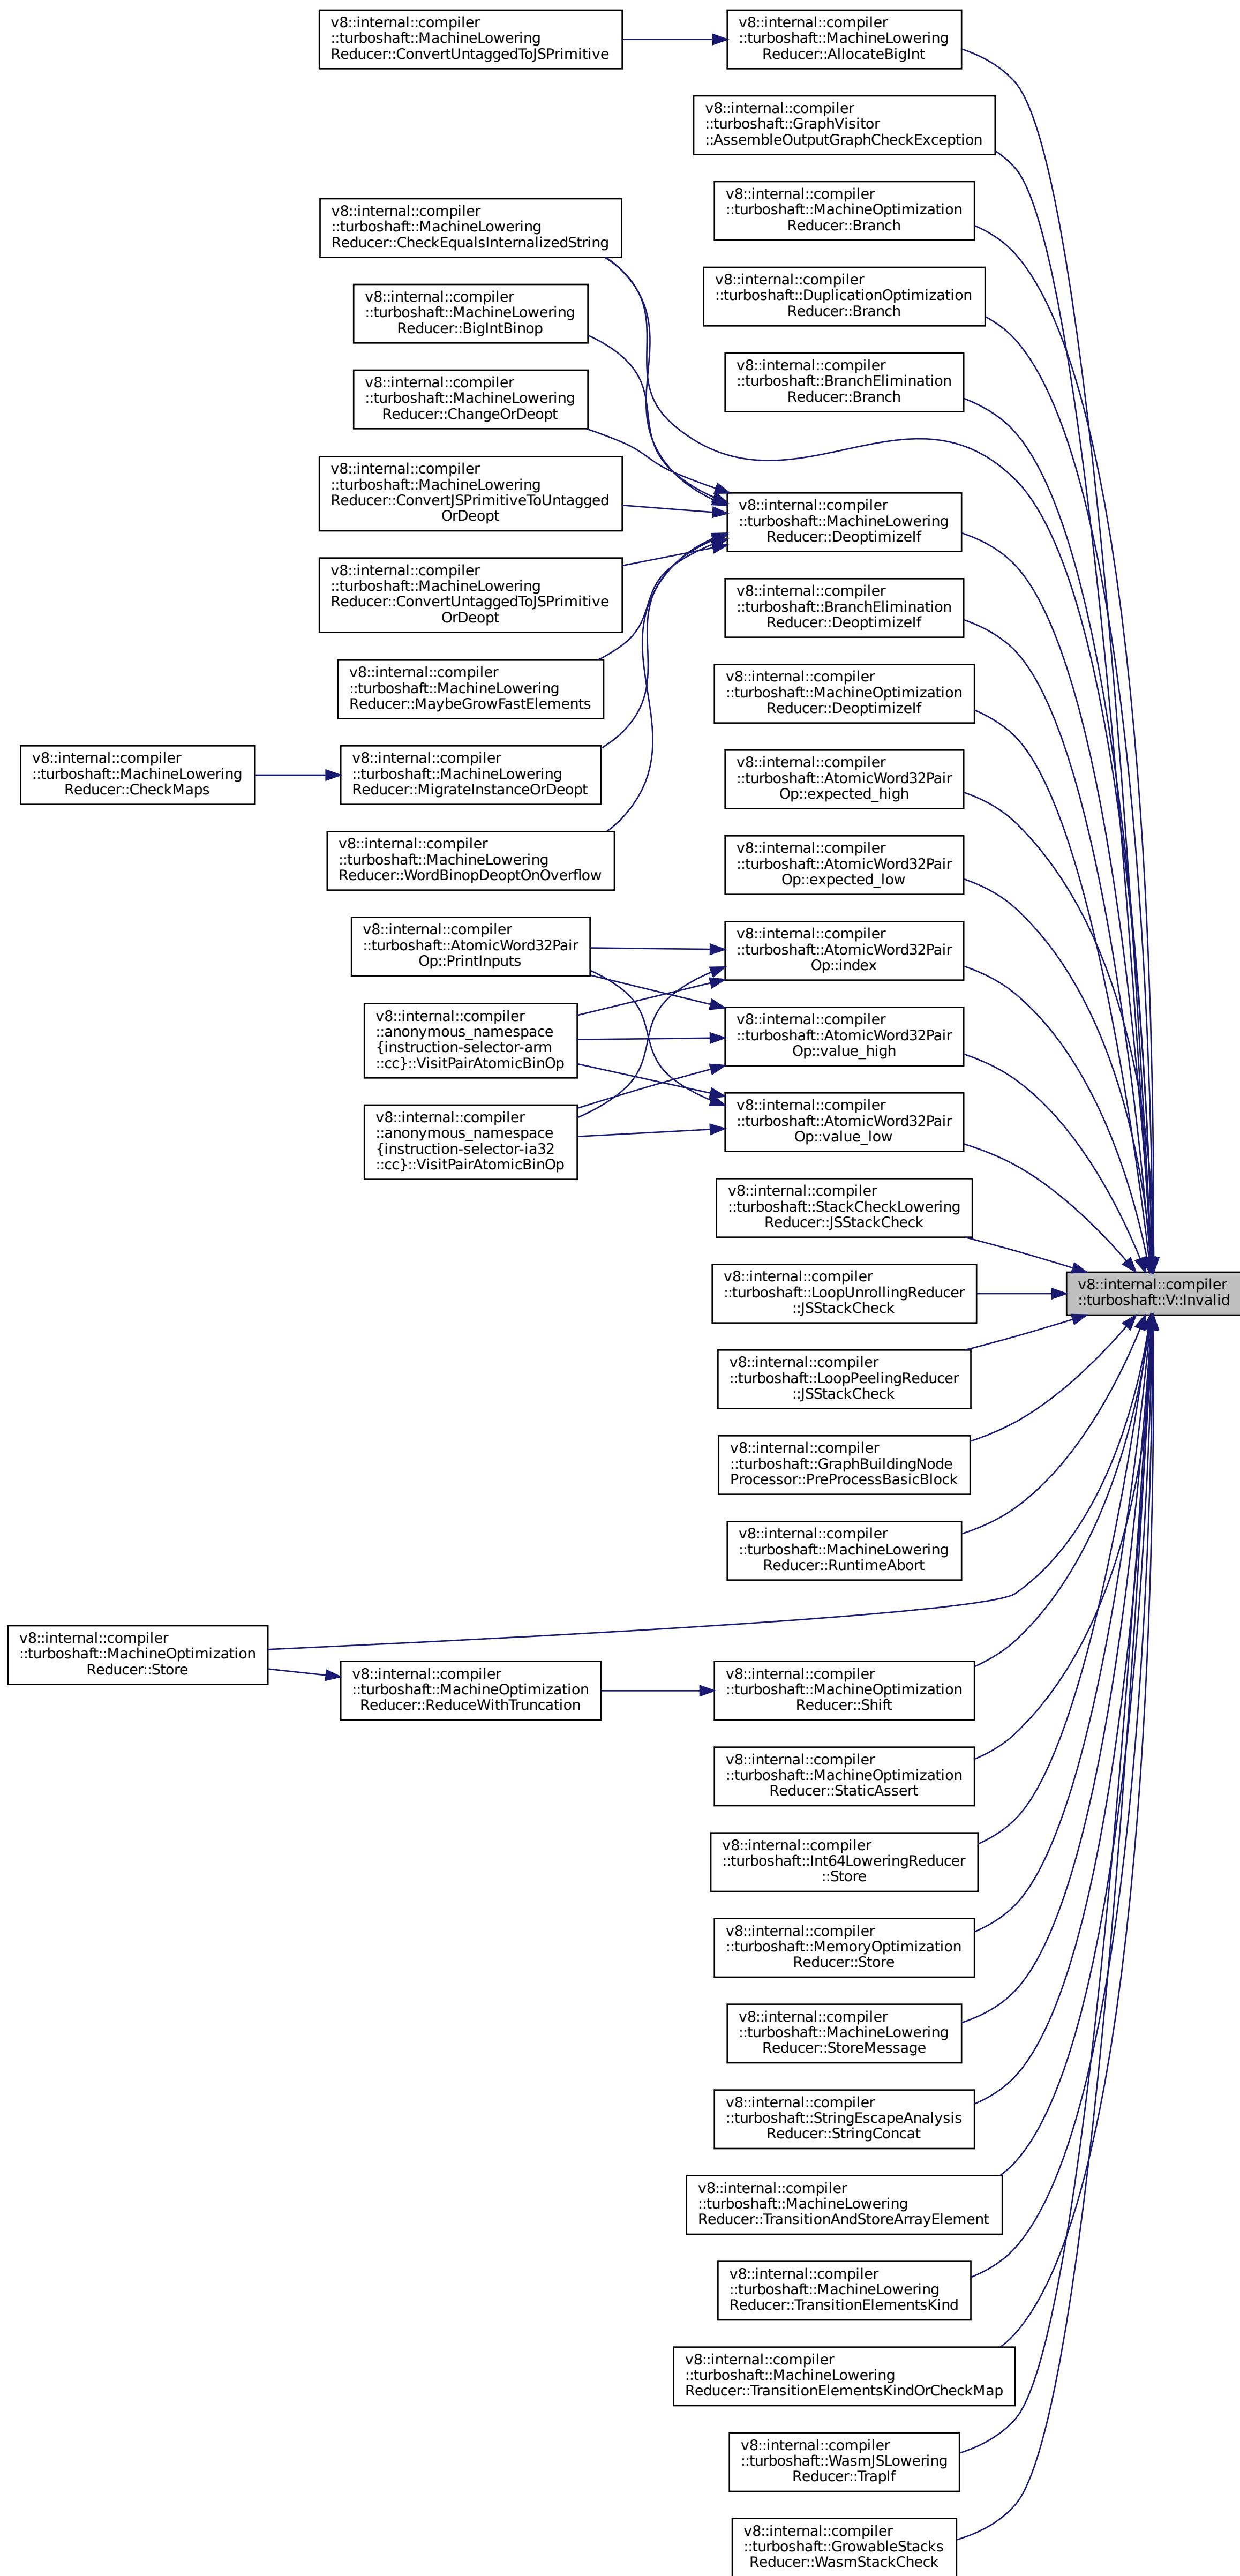 v8::internal::compiler
::turboshaft::MachineLowering
Reducer::ConvertUntaggedToJSPrimitive
v8::internal::compiler
::turboshaft::MachineLowering
Reducer::AllocateBigInt
v8::internal::compiler
::turboshaft::GraphVisitor
::AssembleOutputGraphCheckException
v8::internal::compiler
::turboshaft::MachineOptimization
Reducer::Branch
v8::internal::compiler
::turboshaft::MachineLowering
Reducer::CheckEqualsInternalizedString
v8::internal::compiler
::turboshaft::DuplicationOptimization
Reducer::Branch
v8::internal::compiler
::turboshaft::MachineLowering
Reducer::BigIntBinop
v8::internal::compiler
::turboshaft::BranchElimination
Reducer::Branch
v8::internal::compiler
::turboshaft::MachineLowering
Reducer::ChangeOrDeopt
v8::internal::compiler
::turboshaft::MachineLowering
Reducer::ConvertJSPrimitiveToUntagged
OrDeopt
v8::internal::compiler
::turboshaft::MachineLowering
Reducer::DeoptimizeIf
v8::internal::compiler
::turboshaft::MachineLowering
Reducer::ConvertUntaggedToJSPrimitive
OrDeopt
v8::internal::compiler
::turboshaft::BranchElimination
Reducer::DeoptimizeIf
v8::internal::compiler
::turboshaft::MachineLowering
Reducer::MaybeGrowFastElements
v8::internal::compiler
::turboshaft::MachineOptimization
Reducer::DeoptimizeIf
v8::internal::compiler
::turboshaft::MachineLowering
Reducer::CheckMaps
v8::internal::compiler
::turboshaft::MachineLowering
Reducer::MigrateInstanceOrDeopt
v8::internal::compiler
::turboshaft::AtomicWord32Pair
Op::expected_high
v8::internal::compiler
::turboshaft::MachineLowering
Reducer::WordBinopDeoptOnOverflow
v8::internal::compiler
::turboshaft::AtomicWord32Pair
Op::expected_low
v8::internal::compiler
::turboshaft::AtomicWord32Pair
Op::PrintInputs
v8::internal::compiler
::turboshaft::AtomicWord32Pair
Op::index
v8::internal::compiler
::anonymous_namespace
{instruction-selector-arm
::cc}::VisitPairAtomicBinOp
v8::internal::compiler
::turboshaft::AtomicWord32Pair
Op::value_high
v8::internal::compiler
::anonymous_namespace
{instruction-selector-ia32
::cc}::VisitPairAtomicBinOp
v8::internal::compiler
::turboshaft::AtomicWord32Pair
Op::value_low
v8::internal::compiler
::turboshaft::StackCheckLowering
Reducer::JSStackCheck
v8::internal::compiler
::turboshaft::LoopUnrollingReducer
::JSStackCheck
v8::internal::compiler
::turboshaft::V::Invalid
v8::internal::compiler
::turboshaft::LoopPeelingReducer
::JSStackCheck
v8::internal::compiler
::turboshaft::GraphBuildingNode
Processor::PreProcessBasicBlock
v8::internal::compiler
::turboshaft::MachineLowering
Reducer::RuntimeAbort
v8::internal::compiler
::turboshaft::MachineOptimization
Reducer::Store
v8::internal::compiler
::turboshaft::MachineOptimization
Reducer::ReduceWithTruncation
v8::internal::compiler
::turboshaft::MachineOptimization
Reducer::Shift
v8::internal::compiler
::turboshaft::MachineOptimization
Reducer::StaticAssert
v8::internal::compiler
::turboshaft::Int64LoweringReducer
::Store
v8::internal::compiler
::turboshaft::MemoryOptimization
Reducer::Store
v8::internal::compiler
::turboshaft::MachineLowering
Reducer::StoreMessage
v8::internal::compiler
::turboshaft::StringEscapeAnalysis
Reducer::StringConcat
v8::internal::compiler
::turboshaft::MachineLowering
Reducer::TransitionAndStoreArrayElement
v8::internal::compiler
::turboshaft::MachineLowering
Reducer::TransitionElementsKind
v8::internal::compiler
::turboshaft::MachineLowering
Reducer::TransitionElementsKindOrCheckMap
v8::internal::compiler
::turboshaft::WasmJSLowering
Reducer::TrapIf
v8::internal::compiler
::turboshaft::GrowableStacks
Reducer::WasmStackCheck